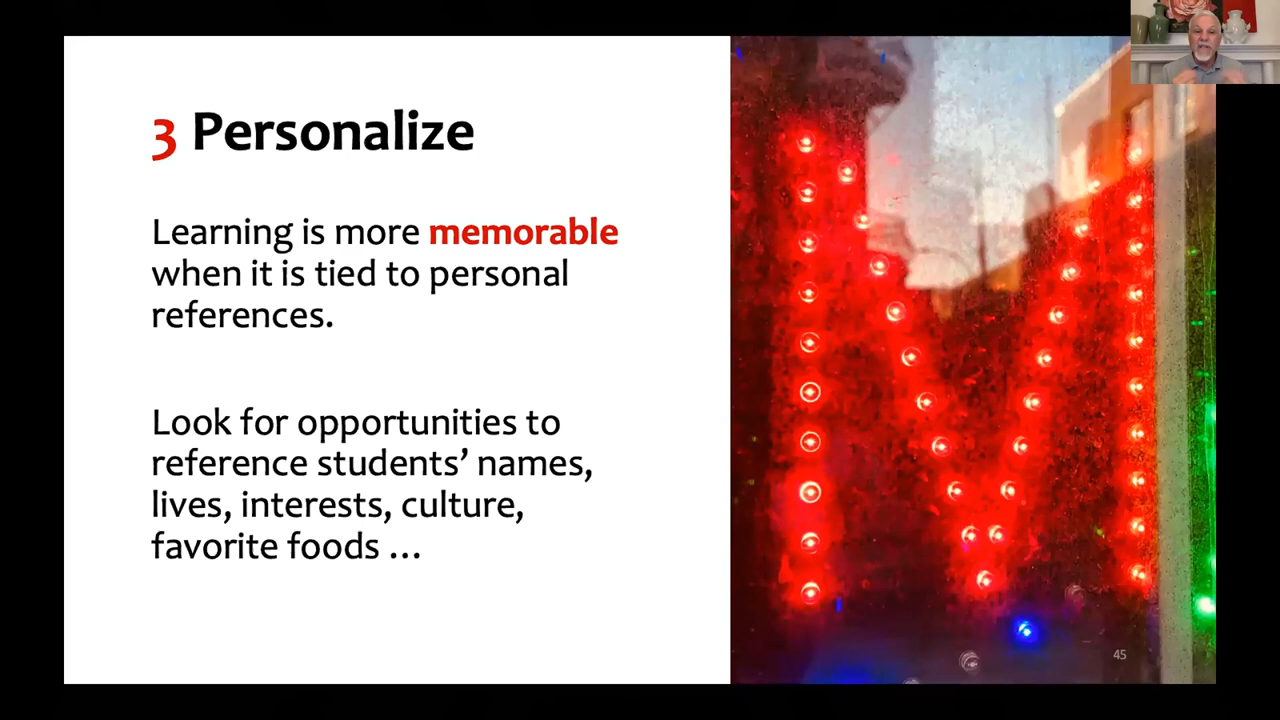 3 Personalize
Learning is more memorable
when it is tied to personal
references.
Look for opportunities to
reference students’ names,
lives, interests, culture,
favorite foods …
M
45